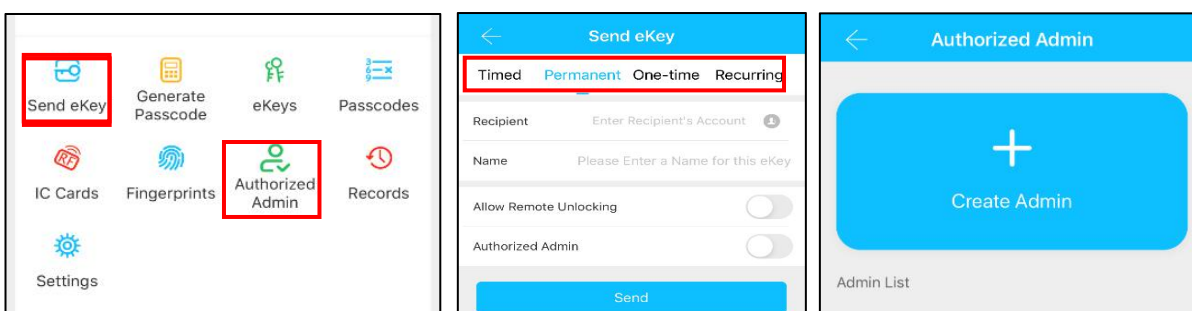 Send eKey
Generate
Passcode
eKeys
Passcodes
IC Cards
Fingerprints
Authorized
Admin
Records
Settings
Send eKey
Timed Permanent One-time Recurring
Recipient Enter Recipient's Account
Name Please Enter a Name for this eKey
Allow Remote Unlocking
Authorized Admin
Send
Authorized Admin
Create Admin
Admin List